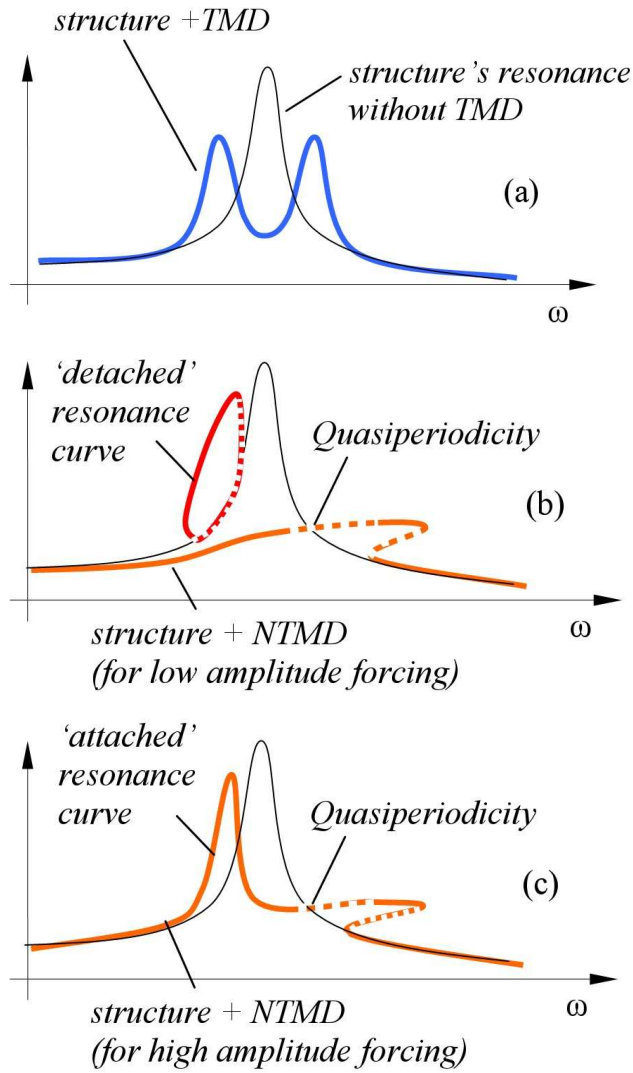 structure +TMD
structure's resonance
without TMD
(a)
ω
'detached'
resonance
curve
Quasiperiodicity
(b)
structure + NTMD
(for low amplitude forcing)
ω
'attached'
resonance
curve
Quasiperiodicity
(c)
structure + NTMD
(for high amplitude forcing)
ω